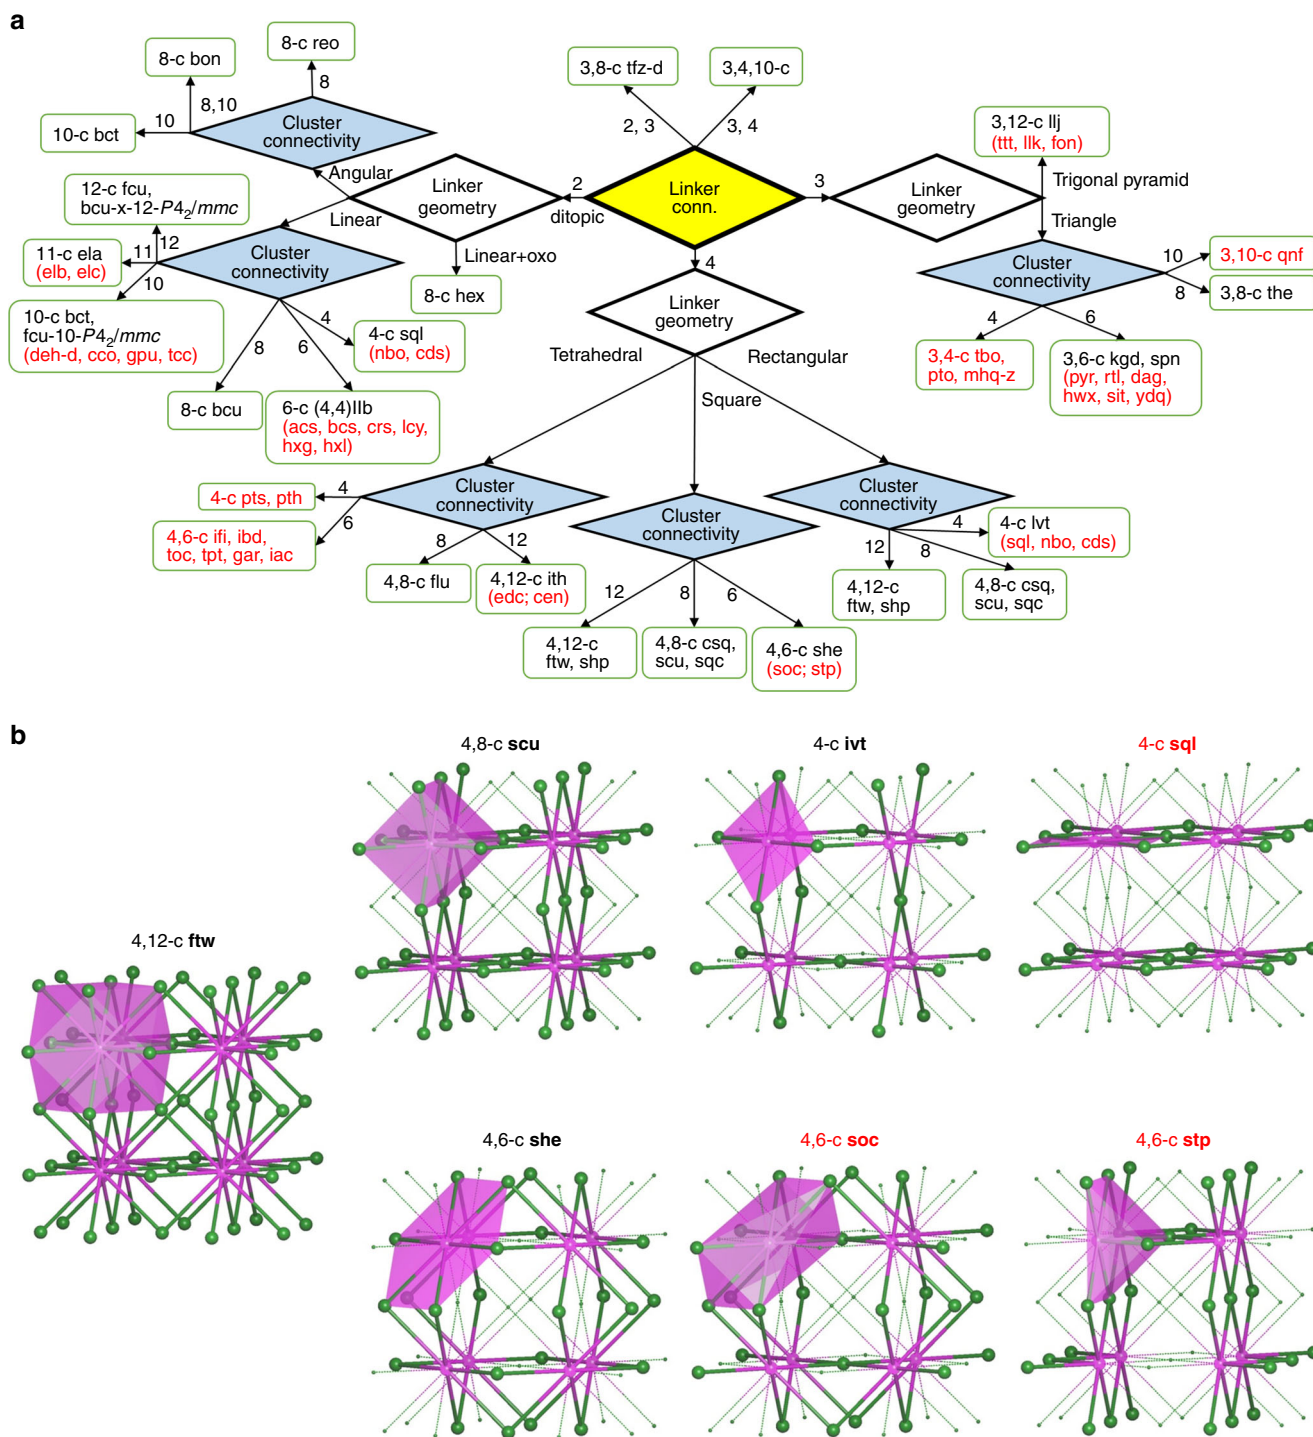 a
8-c reo
8-c bon
8
8,10
10
10-c bct
Cluster
connectivity
3,8-c tfz-d
3,4,10-c
2, 3
3, 4
3,12-c llj
(ttt, llk, fon)
Angular
Linker
geometry
2
ditopic
Linker
conn.
3
Linker
geometry
Trigonal pyramid
Triangle
12-c fcu,
bcu-x-12-P4₂/mmc
Linear
12
11
10
11-c ela
(elb, elc)
Cluster
connectivity
Linear+oxo
8-c hex
4
Linker
geometry
Cluster
connectivity
10
3,10-c qnf
8
3,8-c the
10-c bct,
fcu-10-P4₂/mmc
(deh-d, cco, gpu, tcc)
8
6
4
4-c sql
(nbo, cds)
8-c bcu
6-c (4,4)IIb
(acs, bcs, crs, lcy,
hxg, hxl)
4
6
3,4-c tbo,
pto, mhq-z
3,6-c kgd, spn
(pyr, rtl, dag,
hwx, sit, ydq)
Tetrahedral
Square
Rectangular
4-c pts, pth
4
6
4,6-c ifi, ibd,
toc, tpt, gar, iac
Cluster
connectivity
8
12
4,8-c flu
4,12-c ith
(edc; cen)
Cluster
connectivity
12
8
6
4,12-c
ftw, shp
4,8-c csq,
scu, sqc
4,6-c she
(soc; stp)
Cluster
connectivity
4
12
8
4-c lvt
(sql, nbo, cds)
4,12-c
ftw, shp
4,8-c csq,
scu, sqc
b
4,8-c scu
4-c ivt
4-c sql
4,12-c ftw
4,6-c she
4,6-c soc
4,6-c stp